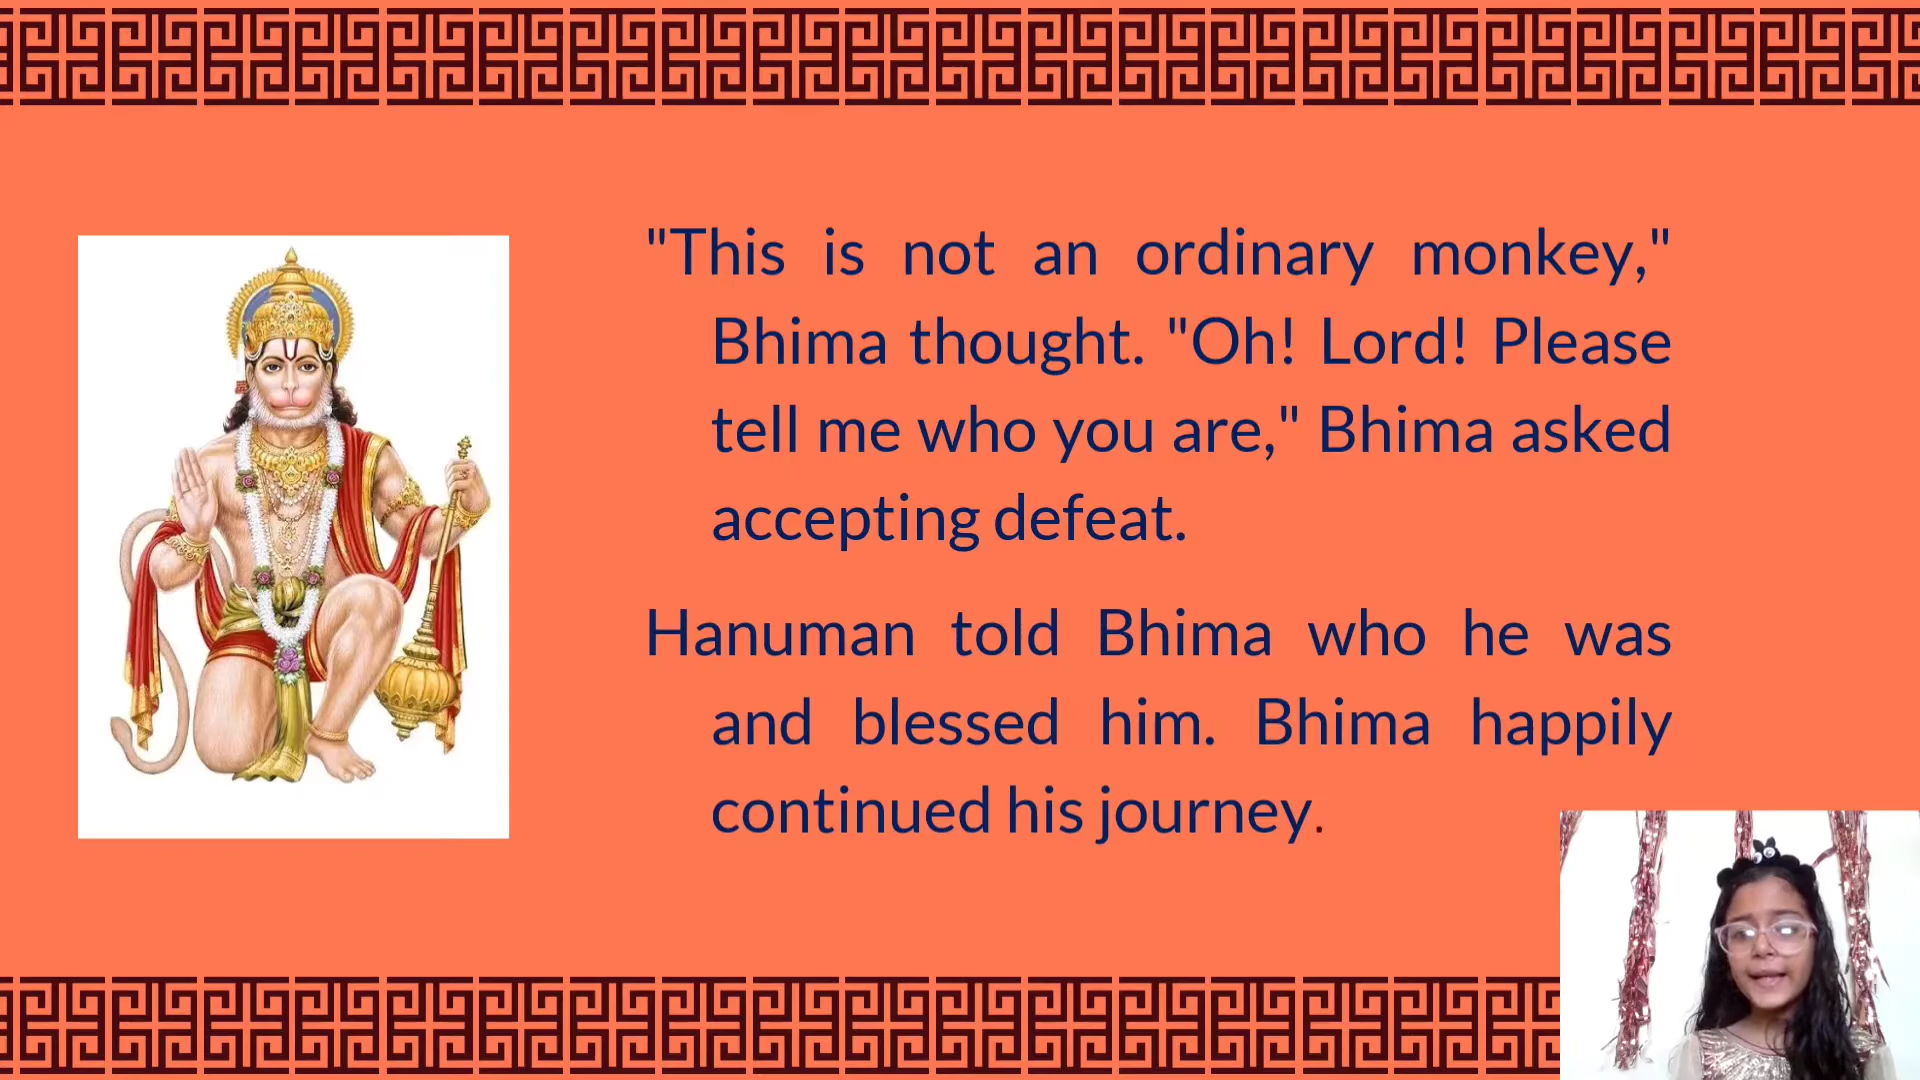 "This is not an ordinary monkey,"
Bhima thought. "Oh! Lord! Please
tell me who you are," Bhima asked
accepting defeat.
Hanuman told Bhima who he was
and blessed him. Bhima happily
continued his journey.